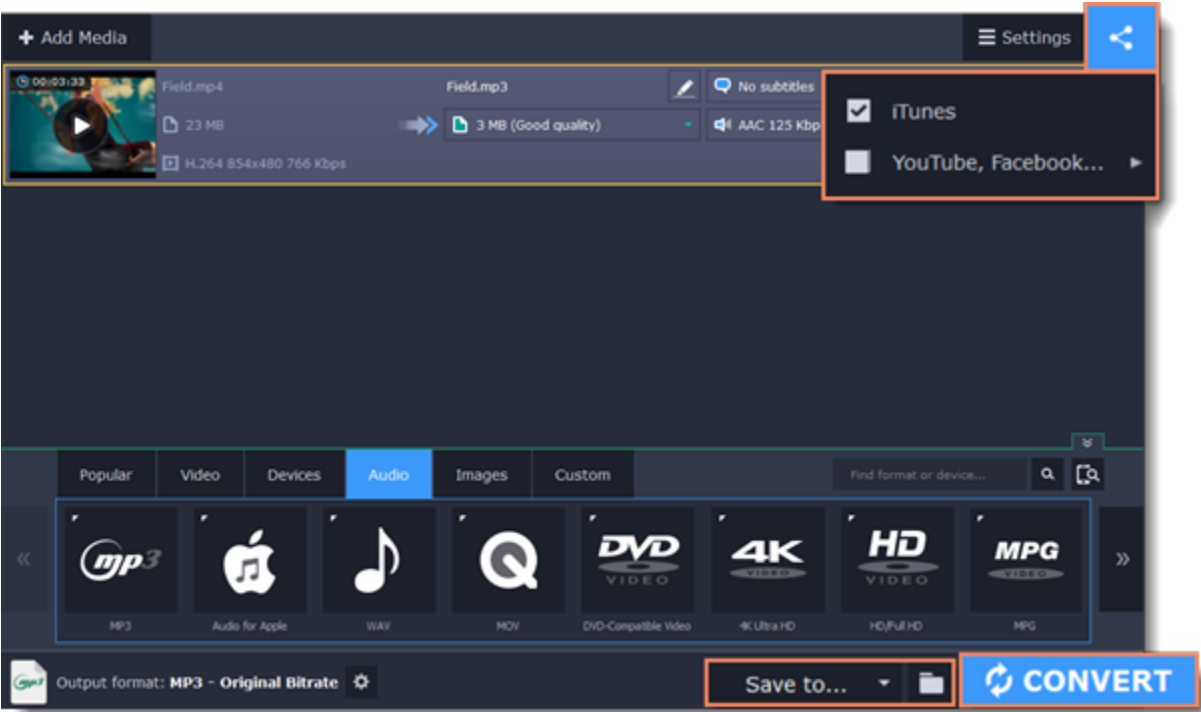 Add Media
Settings
00:03:33
Field.mp4
Field.mp3
No subtitles
iTunes
23 MB
3 MB (Good quality)
AAC 125 Kbp
H.264 854x480 766 Kbps
YouTube, Facebook...
Popular
Video
Devices
Audio
Images
Custom
Find format or device...
mp3
DVD
VIDEO
4K
VIDEO
HD
VIDEO
MPG
VIDEO
MP3
Audio for Apple
WAV
MOV
DVD-Compatible Video
4K Ultra HD
HD/Full HD
MPG
mp3
Output format: MP3 - Original Bitrate
Save to...
CONVERT